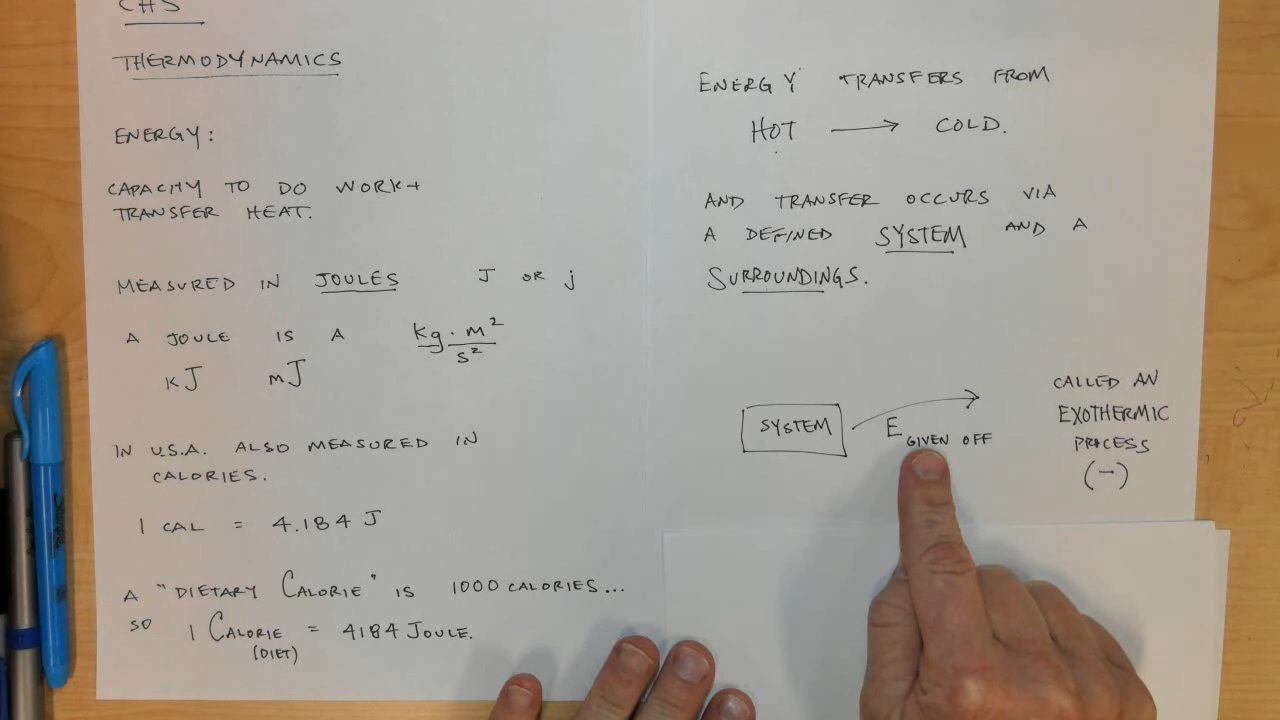 CH5
THERMODYNAMICS
ENERGY:
CAPACITY TO DO WORK +
TRANSFER HEAT.
MEASURED IN JOULES J OR j
A JOULE IS A kg·m²/s²
kJ mJ
IN U.S.A. ALSO MEASURED IN
CALORIES.
1 CAL = 4.184 J
A "DIETARY CALORIE" IS 1000 CALORIES...
SO 1 CALORIE = 4184 JOULE.
(DIET)
ENERGY TRANSFERS FROM
HOT → COLD.
AND TRANSFER OCCURS VIA
A DEFINED SYSTEM AND A
SURROUNDINGS.
SYSTEM E GIVEN OFF
CALLED AN
EXOTHERMIC
PROCESS
(-)